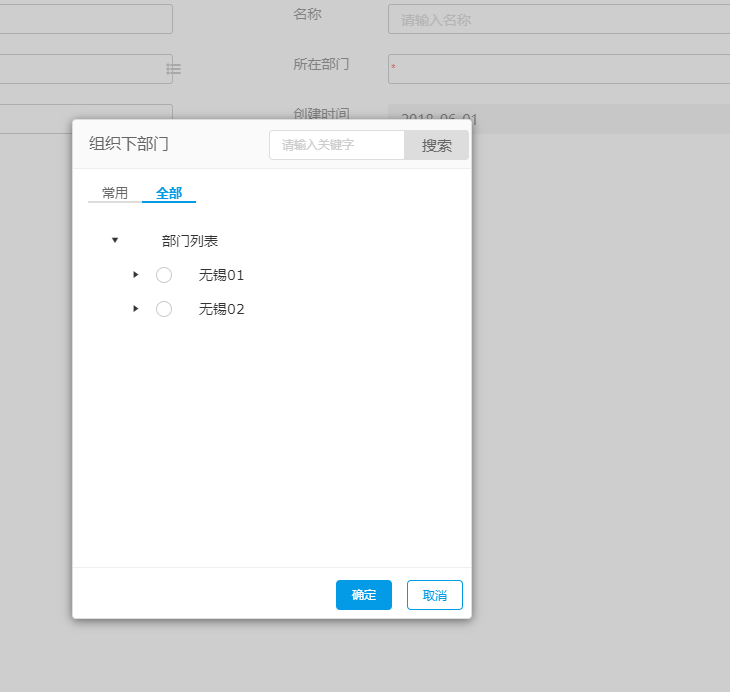 名称
请输入名称
所在部门
*
创建时间
2018-06-01
组织下部门
请输入关键字
搜索
常用
全部
部门列表
无锡01
无锡02
确定
取消